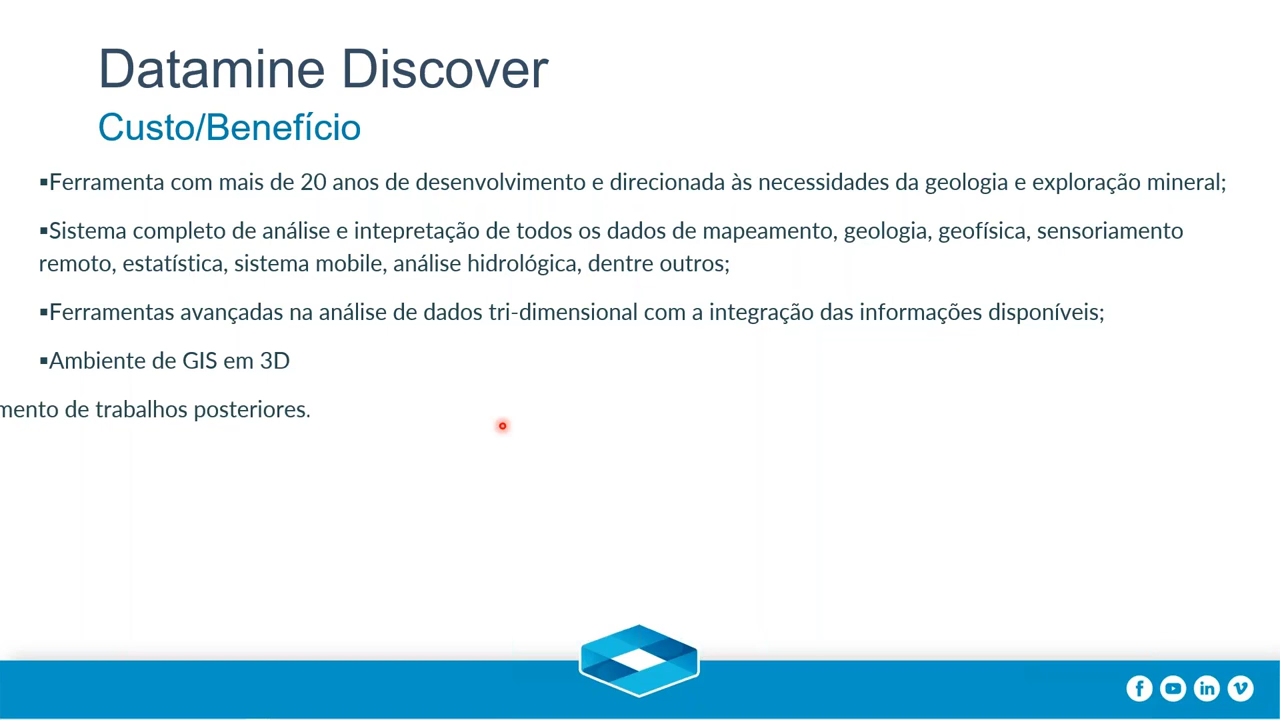 Datamine Discover
Custo/Benefício
▪Ferramenta com mais de 20 anos de desenvolvimento e direcionada às necessidades da geologia e exploração mineral;
▪Sistema completo de análise e intepretação de todos os dados de mapeamento, geologia, geofísica, sensoriamento
remoto, estatística, sistema mobile, análise hidrológica, dentre outros;
▪Ferramentas avançadas na análise de dados tri-dimensional com a integração das informações disponíveis;
▪Ambiente de GIS em 3D
mento de trabalhos posteriores.